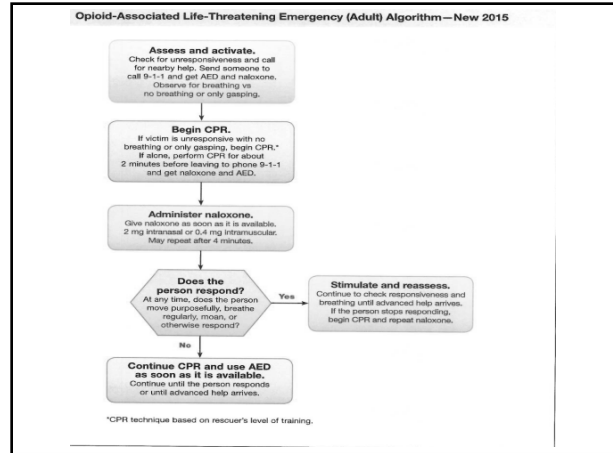 Opioid-Associated Life-Threatening Emergency (Adult) Algorithm—New 2015
Assess and activate.
Check for unresponsiveness and call
for nearby help. Send someone to
call 9-1-1 and get AED and naloxone.
Observe for breathing vs
no breathing or only gasping.
Begin CPR.
If victim is unresponsive with no
breathing or only gasping, begin CPR.*
If alone, perform CPR for about
2 minutes before leaving to phone 9-1-1
and get naloxone and AED.
Administer naloxone.
Give naloxone as soon as it is available.
2 mg intranasal or 0.4 mg intramuscular.
May repeat after 4 minutes.
Does the
person respond?
At any time, does the person
move purposefully, breathe
regularly, moan, or
otherwise respond?
Yes
Stimulate and reassess.
Continue to check responsiveness and
breathing until advanced help arrives.
If the person stops responding,
begin CPR and repeat naloxone.
No
Continue CPR and use AED
as soon as it is available.
Continue until the person responds
or until advanced help arrives.
*CPR technique based on rescuer's level of training.